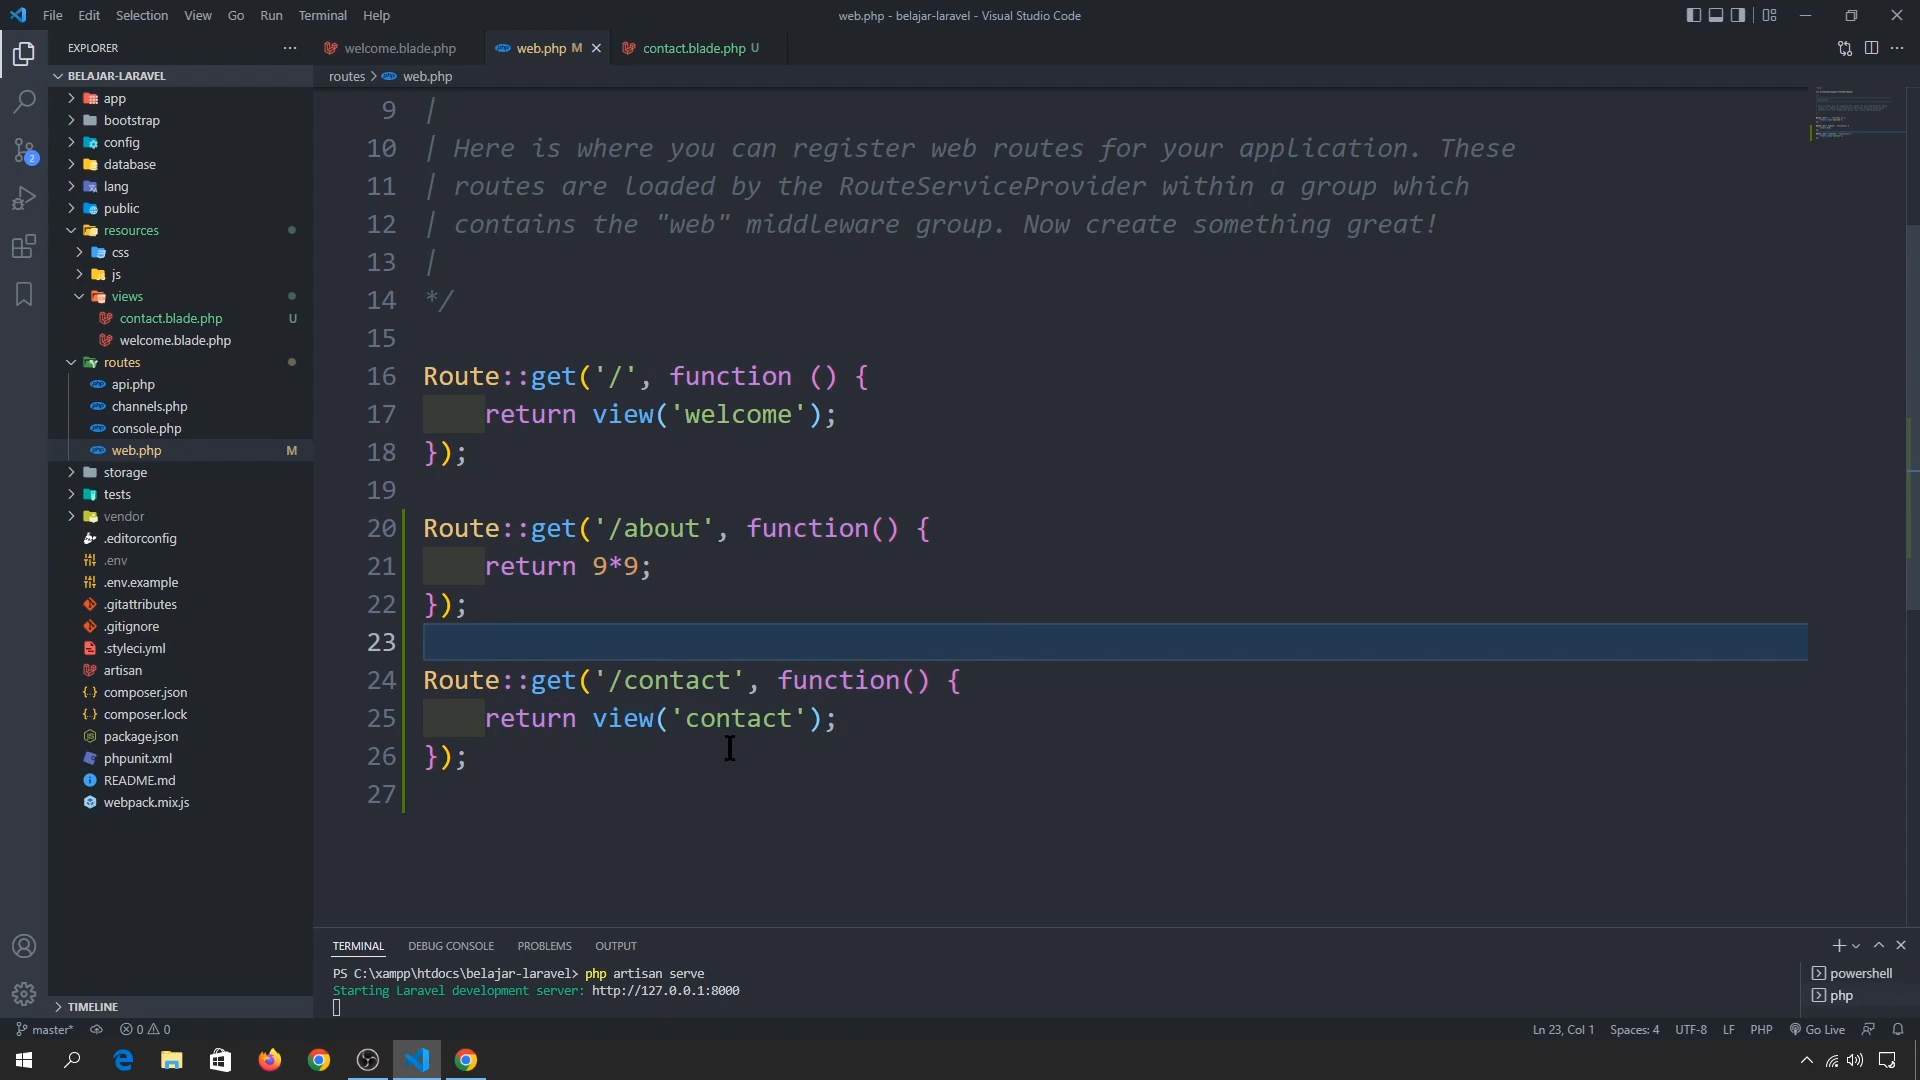 File Edit Selection View Go Run Terminal Help
web.php - belajar-laravel - Visual Studio Code
EXPLORER
welcome.blade.php
web.php M
contact.blade.php U
BELAJAR-LARAVEL
routes > web.php
app
bootstrap
config
database
lang
public
resources
css
js
views
contact.blade.php U
welcome.blade.php
routes
api.php
channels.php
console.php
web.php M
storage
tests
vendor
.editorconfig
.env
.env.example
.gitattributes
.gitignore
.styleci.yml
artisan
composer.json
composer.lock
package.json
phpunit.xml
README.md
webpack.mix.js
TIMELINE
2
9 |
10 | Here is where you can register web routes for your application. These
11 | routes are loaded by the RouteServiceProvider within a group which
12 | contains the "web" middleware group. Now create something great!
13 |
14 */
15
16 Route::get('/', function () {
17 return view('welcome');
18 });
19
20 Route::get('/about', function() {
21 return 9*9;
22 });
23
24 Route::get('/contact', function() {
25 return view('contact');
26 });
27
TERMINAL DEBUG CONSOLE PROBLEMS OUTPUT
PS C:\xampp\htdocs\belajar-laravel> php artisan serve
Starting Laravel development server: http://127.0.0.1:8000
powershell
php
master* 0 0
Ln 23, Col 1 Spaces: 4 UTF-8 LF PHP Go Live